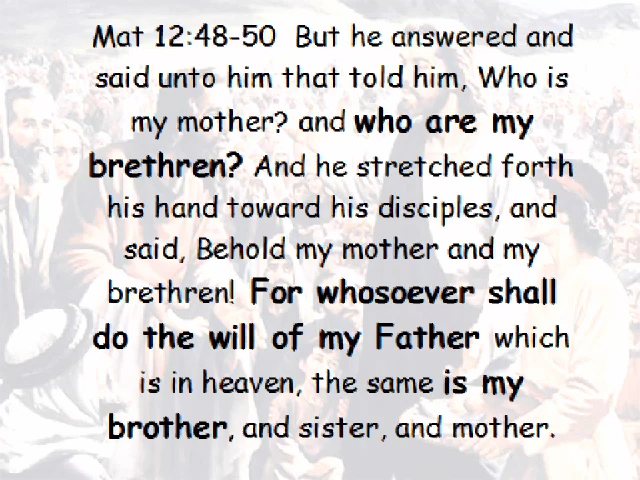 Mat 12:48-50 But he answered and
said unto him that told him, Who is
my mother? and who are my
brethren? And he stretched forth
his hand toward his disciples, and
said, Behold my mother and my
brethren! For whosoever shall
do the will of my Father which
is in heaven, the same is my
brother, and sister, and mother.